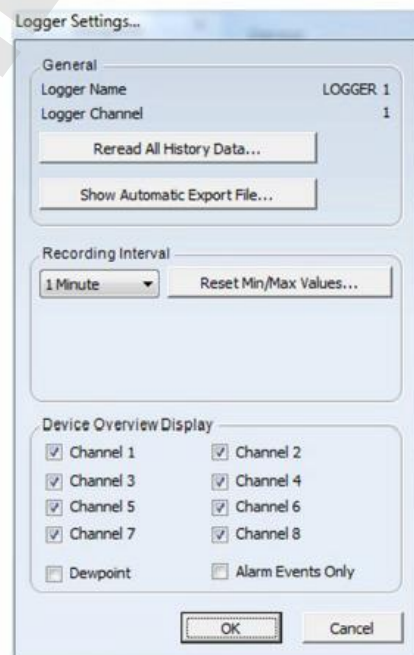 Logger Settings...
General
Logger Name LOGGER 1
Logger Channel 1
Reread All History Data...
Show Automatic Export File...
Recording Interval
1 Minute Reset Min/Max Values...
Device Overview Display
Channel 1 Channel 2
Channel 3 Channel 4
Channel 5 Channel 6
Channel 7 Channel 8
Dewpoint Alarm Events Only
OK Cancel